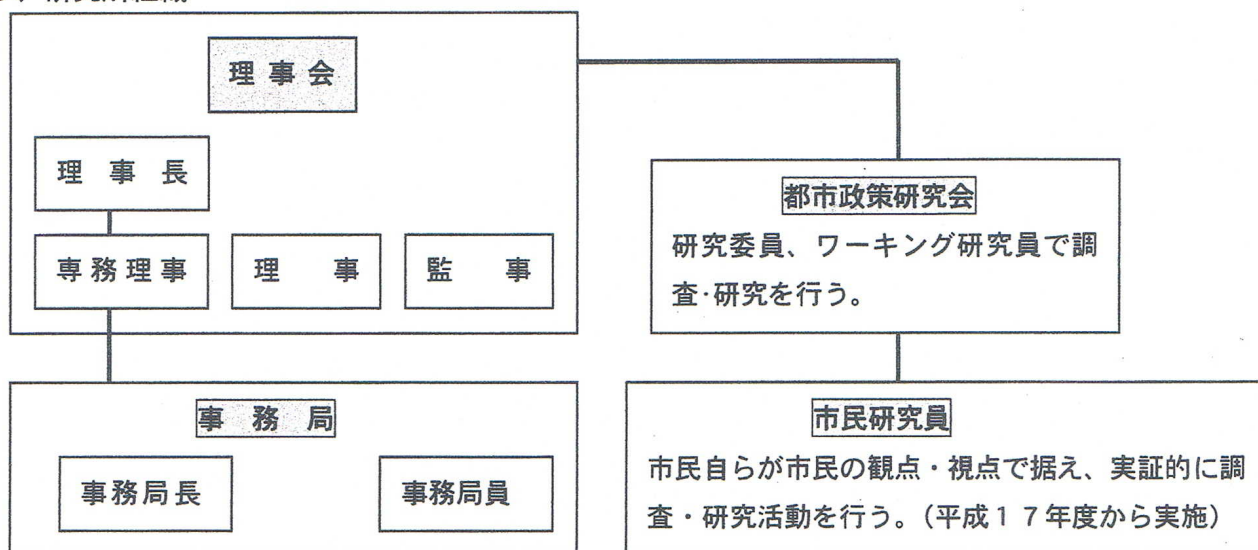 理事会
理事長
専務理事
理事
監事
都市政策研究会
研究委員、ワーキング研究員で調
査･研究を行う。
事務局
事務局長
事務局員
市民研究員
市民自らが市民の観点・視点で据え、実証的に調
査・研究活動を行う。（平成１７年度から実施）